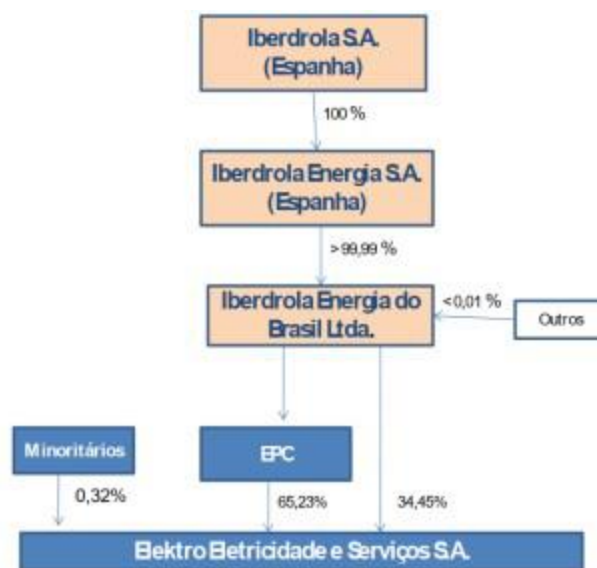 Iberdrola S.A.
(Espanha)
100 %
Iberdrola Energia S.A.
(Espanha)
>99,99 %
Iberdrola Energia do
Brasil Ltda.
<0,01 %
Outros
Minoritários
EPC
0,32%
65,23%
34,45%
Elektro Eletricidade e Serviços S.A.